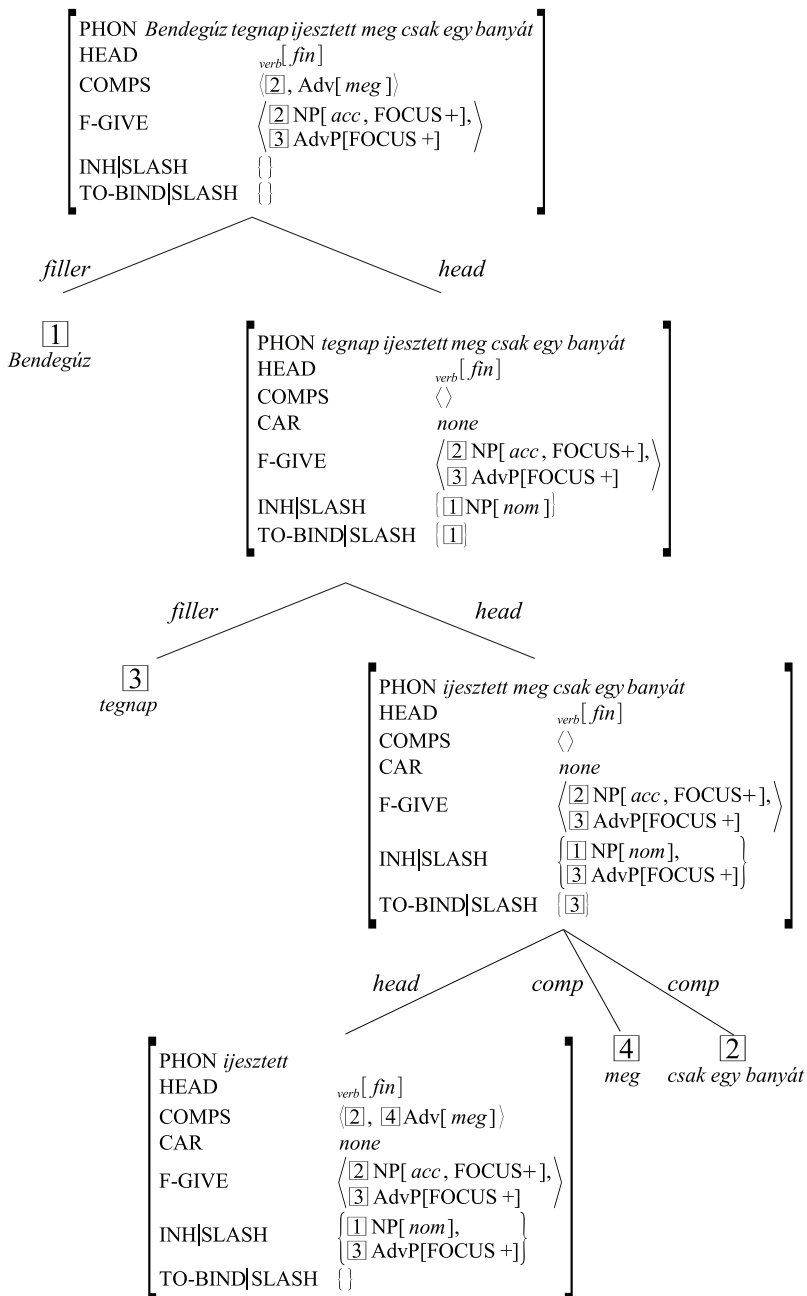 PHON Bendegúz tegnap ijesztett meg csak egy banyát
HEAD verb[ fin]
COMPS ⟨[2], Adv[ meg ]⟩
F-GIVE ⟨[2] NP[ acc , FOCUS+],
[3] AdvP[FOCUS +]⟩
INH|SLASH { }
TO-BIND|SLASH { }
filler head
[1]
Bendegúz
PHON tegnap ijesztett meg csak egy banyát
HEAD verb[ fin]
COMPS ⟨ ⟩
CAR none
F-GIVE ⟨[2] NP[ acc , FOCUS+],
[3] AdvP[FOCUS +]⟩
INH|SLASH {[1]NP[ nom ]}
TO-BIND|SLASH {[1]}
filler head
[3]
tegnap
PHON ijesztett meg csak egy banyát
HEAD verb[ fin]
COMPS ⟨ ⟩
CAR none
F-GIVE ⟨[2] NP[ acc , FOCUS+],
[3] AdvP[FOCUS +]⟩
INH|SLASH {[1] NP[ nom],
[3] AdvP[FOCUS +]}
TO-BIND|SLASH {[3]}
head comp comp
PHON ijesztett
HEAD verb[ fin]
COMPS ⟨[2], [4] Adv[ meg ]⟩
CAR none
F-GIVE ⟨[2] NP[ acc , FOCUS+],
[3] AdvP[FOCUS +]⟩
INH|SLASH {[1] NP[ nom],
[3] AdvP[FOCUS +]}
TO-BIND|SLASH { }
[4] [2]
meg csak egy banyát